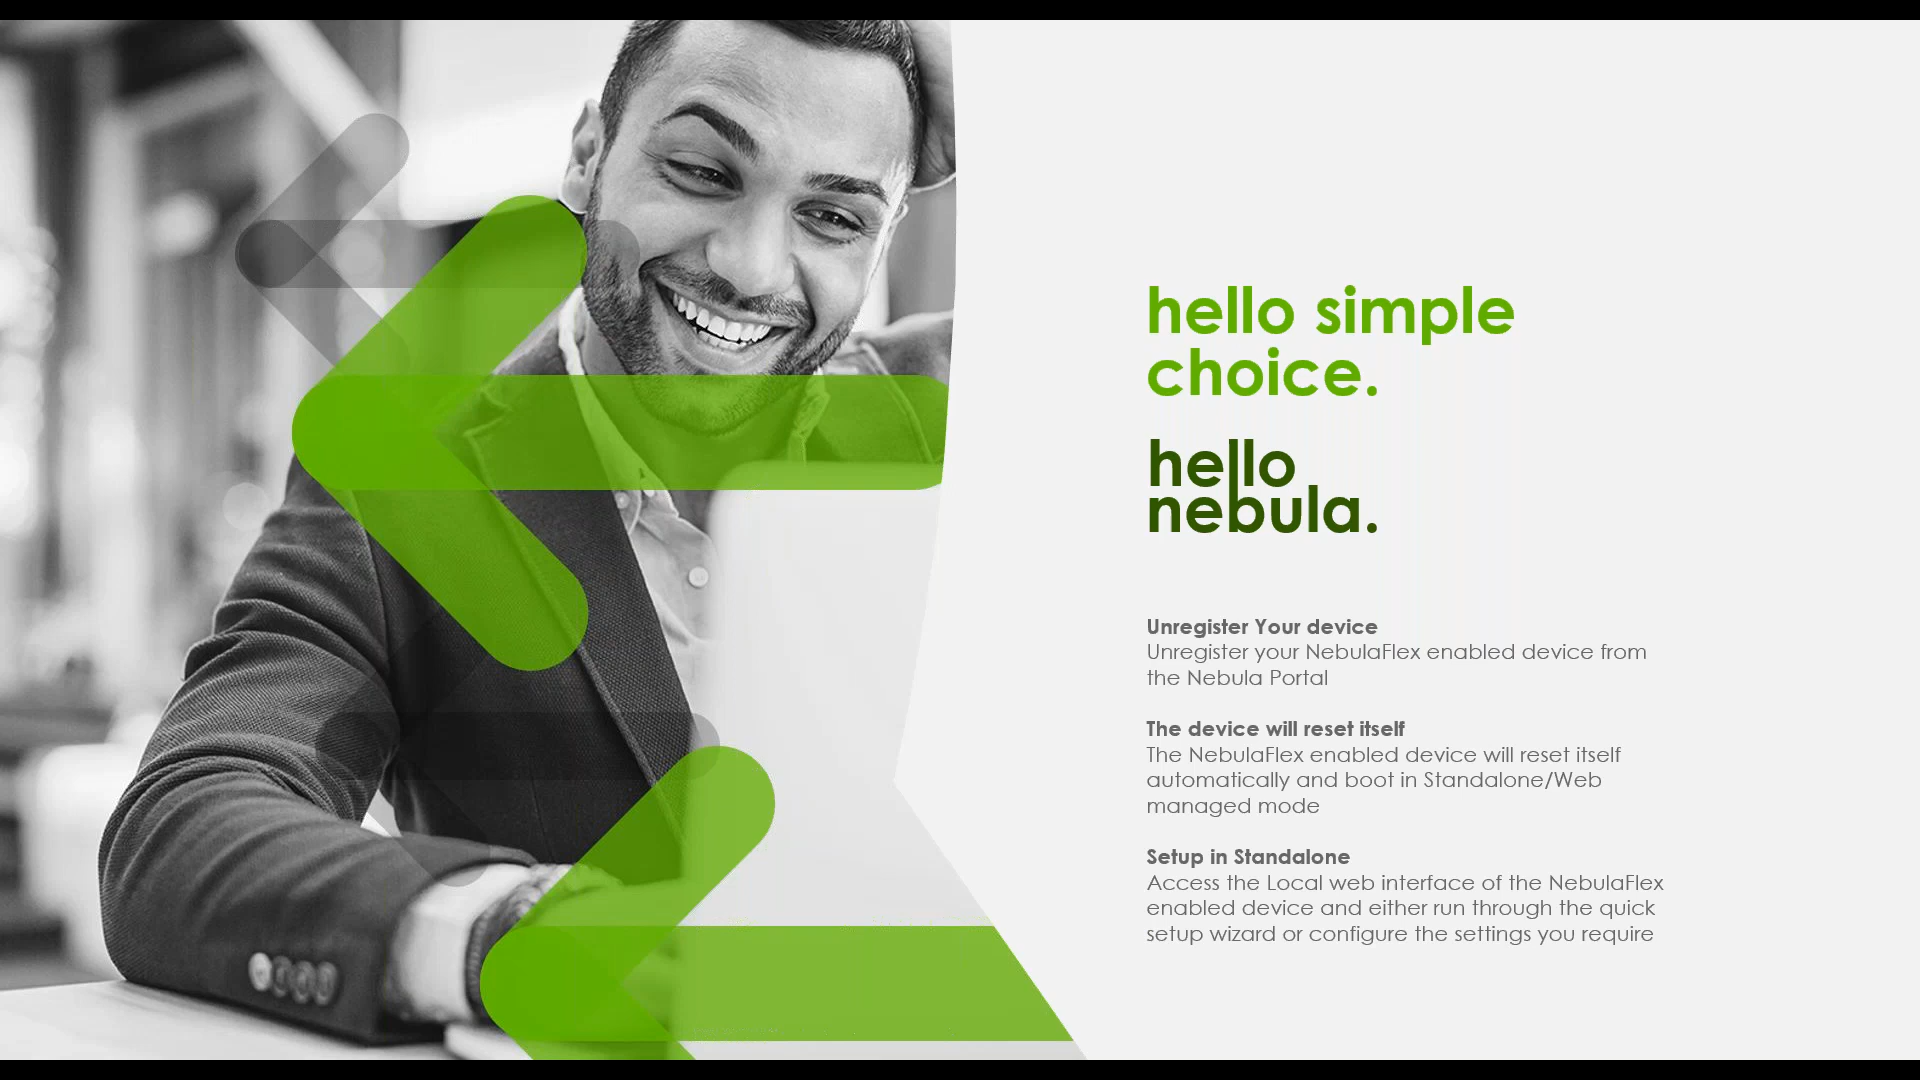 hello simple
choice.
hello
nebula.
Unregister Your device
Unregister your NebulaFlex enabled device from
the Nebula Portal
The device will reset itself
The NebulaFlex enabled device will reset itself
automatically and boot in Standalone/Web
managed mode
Setup in Standalone
Access the Local web interface of the NebulaFlex
enabled device and either run through the quick
setup wizard or configure the settings you require